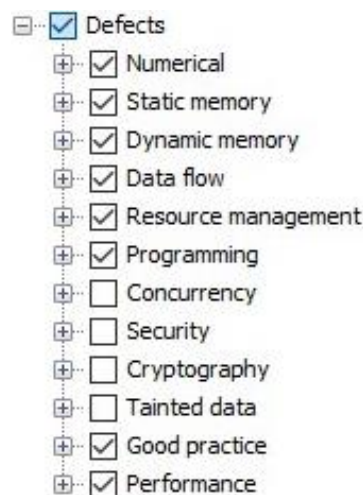 Defects
Numerical
Static memory
Dynamic memory
Data flow
Resource management
Programming
Concurrency
Security
Cryptography
Tainted data
Good practice
Performance